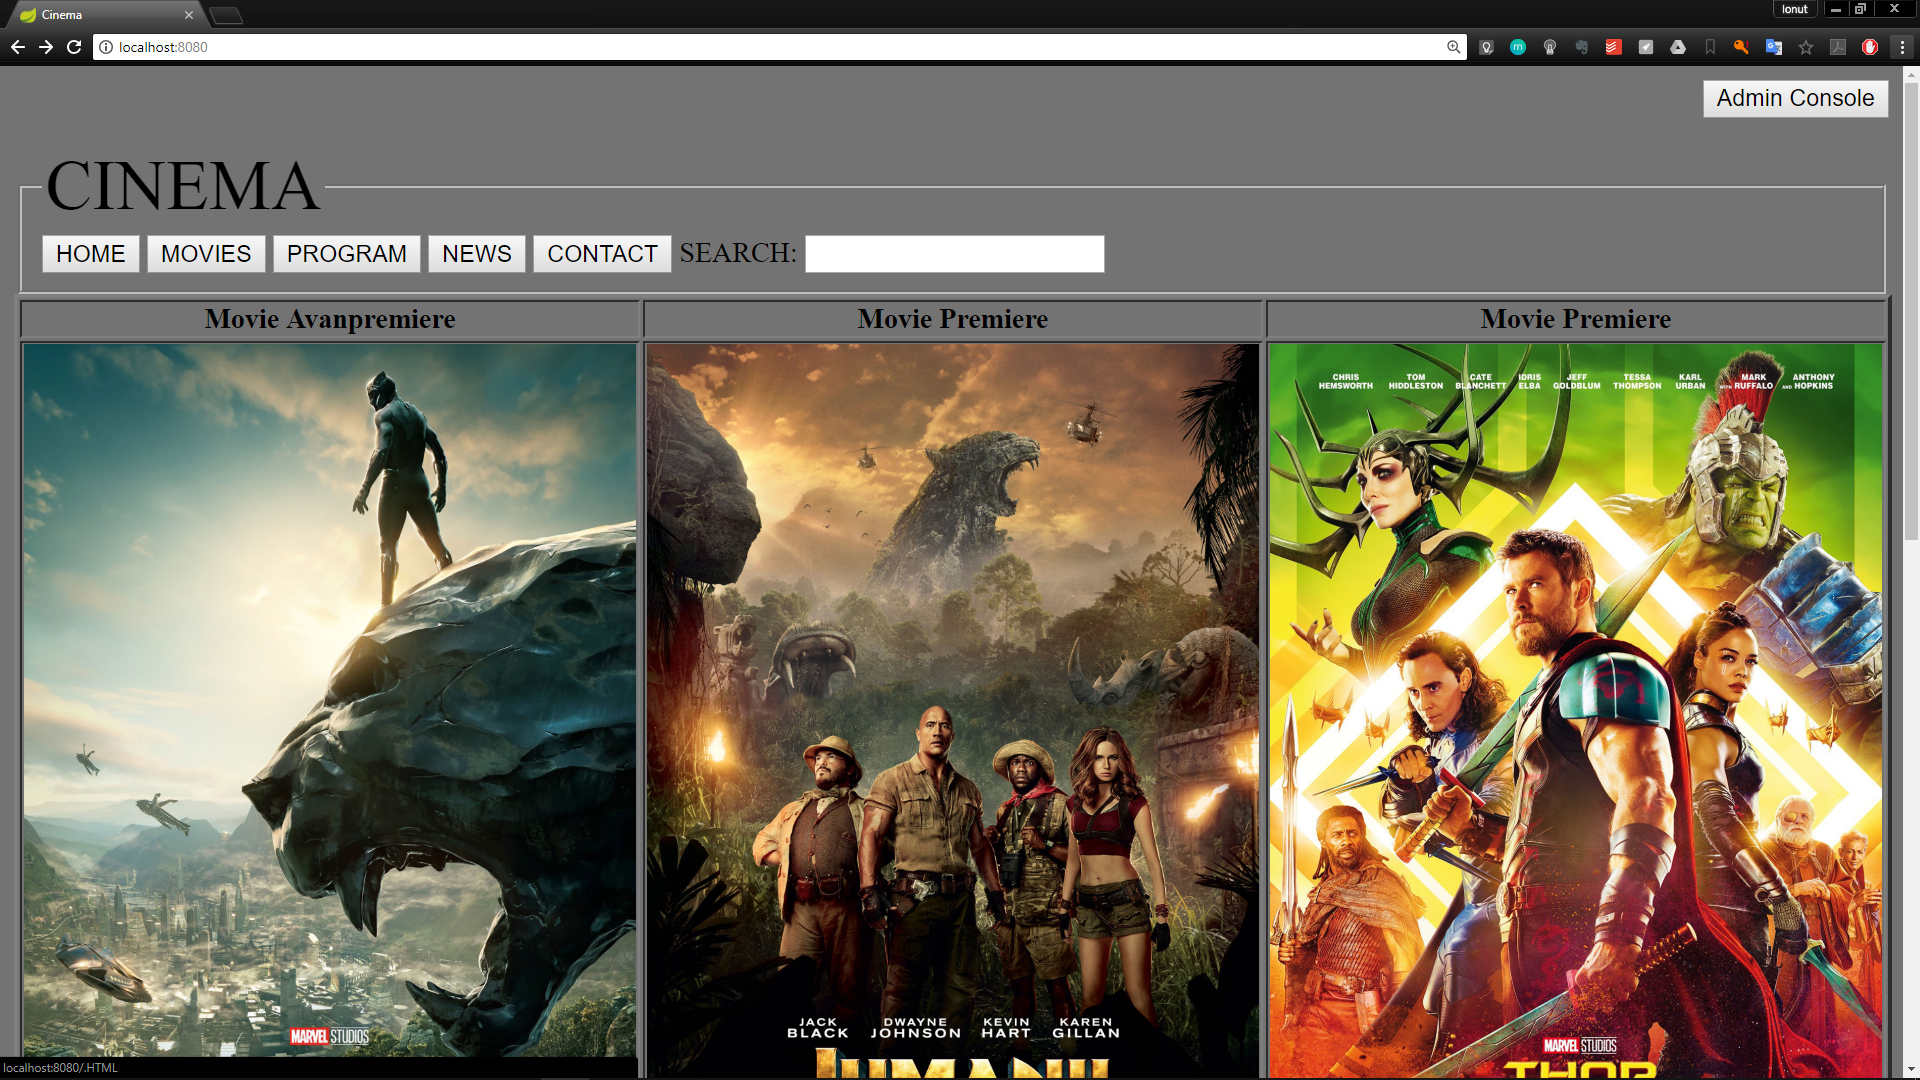 Cinema
Ionut
localhost:8080
Admin Console
CINEMA
HOME MOVIES PROGRAM NEWS CONTACT SEARCH:
Movie Avanpremiere
Movie Premiere
Movie Premiere
MARVEL STUDIOS
JACK BLACK DWAYNE JOHNSON KEVIN HART KAREN GILLAN
JUMANJI
CHRIS HEMSWORTH TOM HIDDLESTON CATE BLANCHETT IDRIS ELBA JEFF GOLDBLUM TESSA THOMPSON KARL URBAN WITH MARK RUFFALO AND ANTHONY HOPKINS
MARVEL STUDIOS
THOR
localhost:8080/.HTML